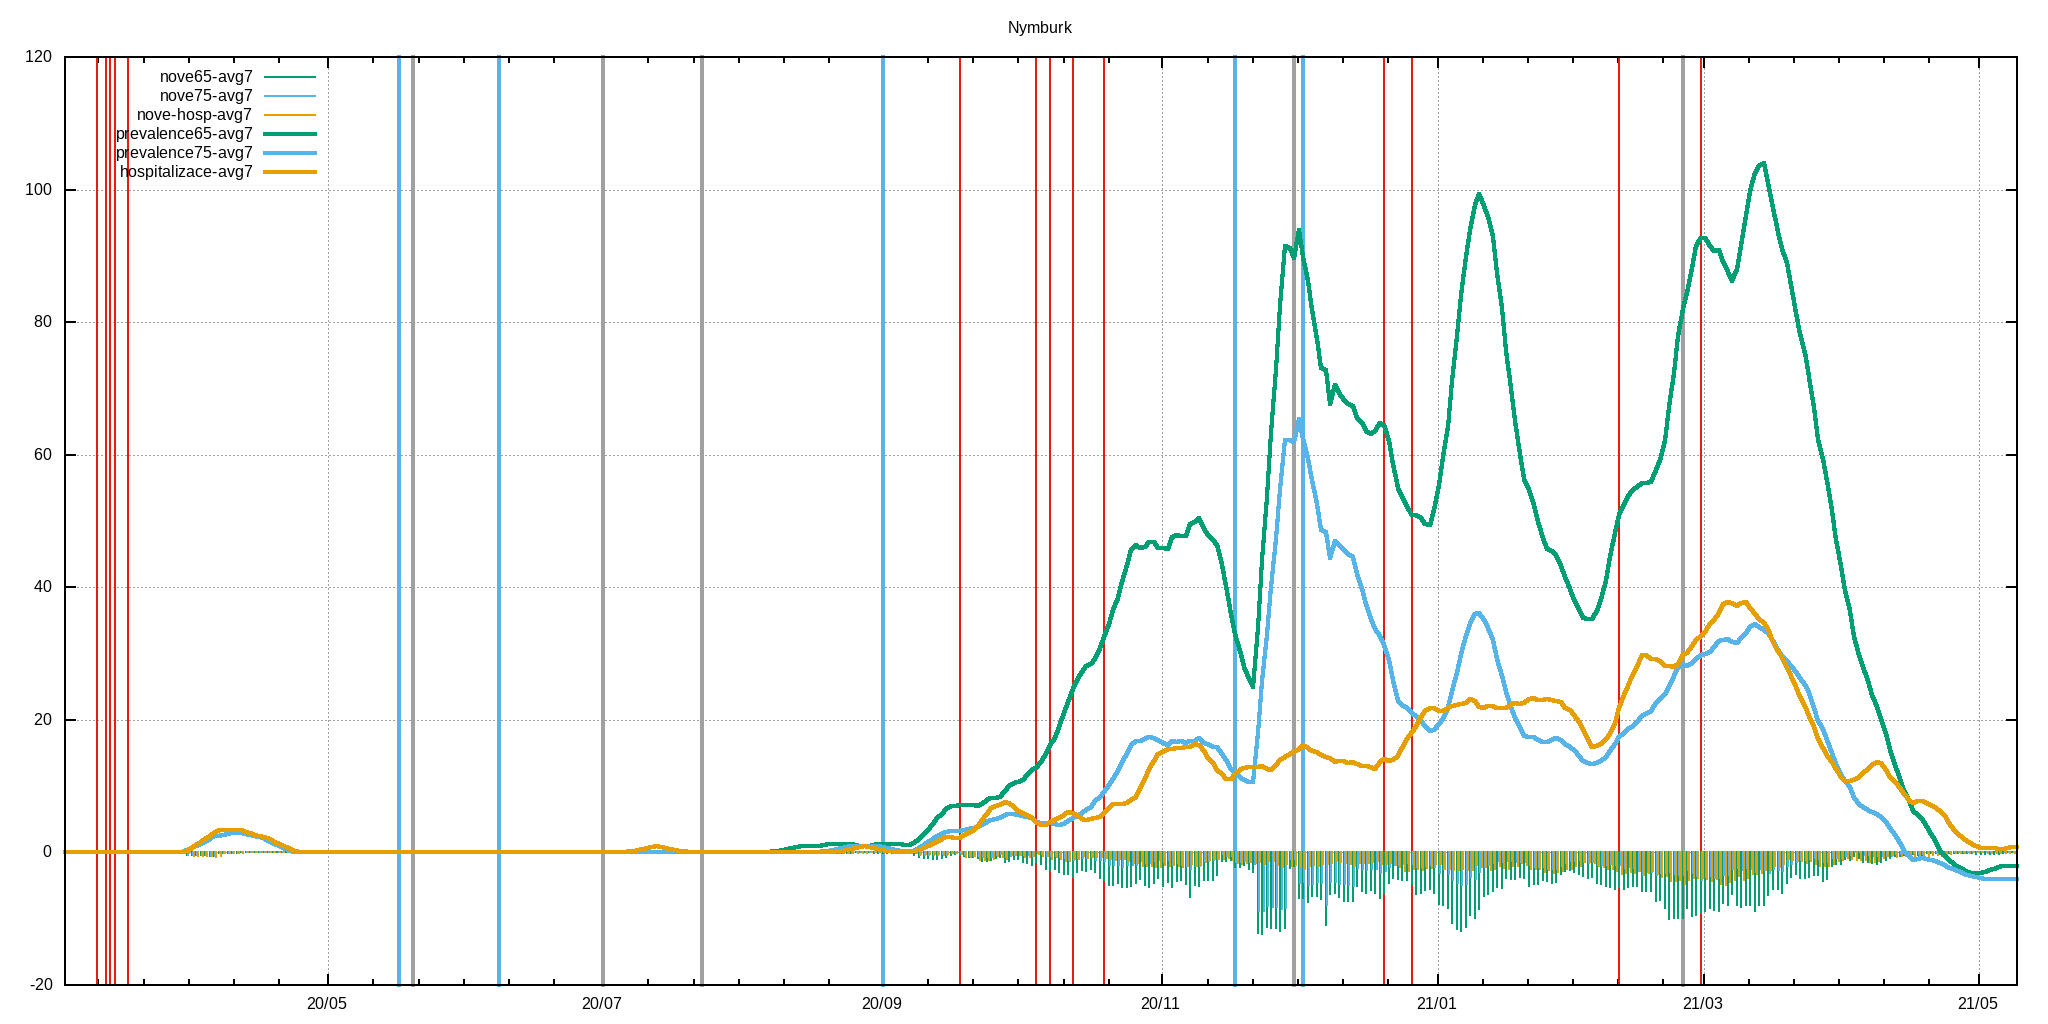 Nymburk
120
100
80
60
40
20
0
-20
nove65-avg7
nove75-avg7
nove-hosp-avg7
prevalence65-avg7
prevalence75-avg7
hospitalizace-avg7
20/05 20/07 20/09 20/11 21/01 21/03 21/05